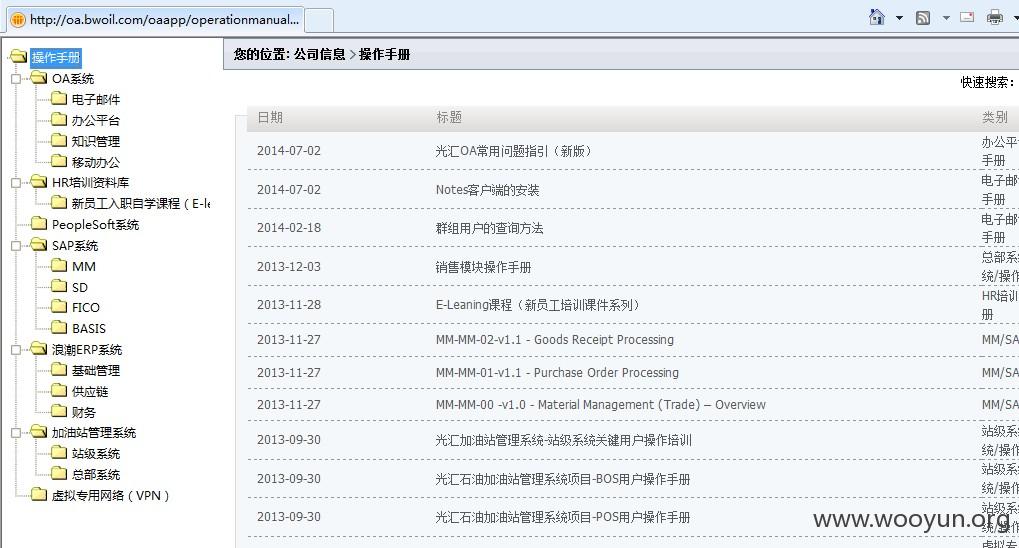 http://oa.bwoil.com/oaapp/operationmanual...
操作手册
OA系统
电子邮件
办公平台
知识管理
移动办公
HR培训资料库
新员工入职自学课程（E-le
PeopleSoft系统
SAP系统
MM
SD
FICO
BASIS
浪潮ERP系统
基础管理
供应链
财务
加油站管理系统
站级系统
总部系统
虚拟专用网络（VPN）
您的位置: 公司信息 > 操作手册
快速搜索:
日期 标题 类别
2014-07-02 光汇OA常用问题指引（新版） 办公平
手册
2014-07-02 Notes客户端的安装 电子邮
手册
2014-02-18 群组用户的查询方法 电子邮
手册
2013-12-03 销售模块操作手册 总部系
统/操作
2013-11-28 E-Leaning课程（新员工培训课件系列） HR培训
册
2013-11-27 MM-MM-02-v1.1 - Goods Receipt Processing MM/SA
2013-11-27 MM-MM-01-v1.1 - Purchase Order Processing MM/SA
2013-11-27 MM-MM-00 -v1.0 - Material Management (Trade) – Overview MM/SA
2013-09-30 光汇加油站管理系统-站级系统关键用户操作培训 站级系
统/操作
2013-09-30 光汇石油加油站管理系统项目-BOS用户操作手册 站级系
统/操作
2013-09-30 光汇石油加油站管理系统项目-POS用户操作手册 站级系
www.wooyun.org